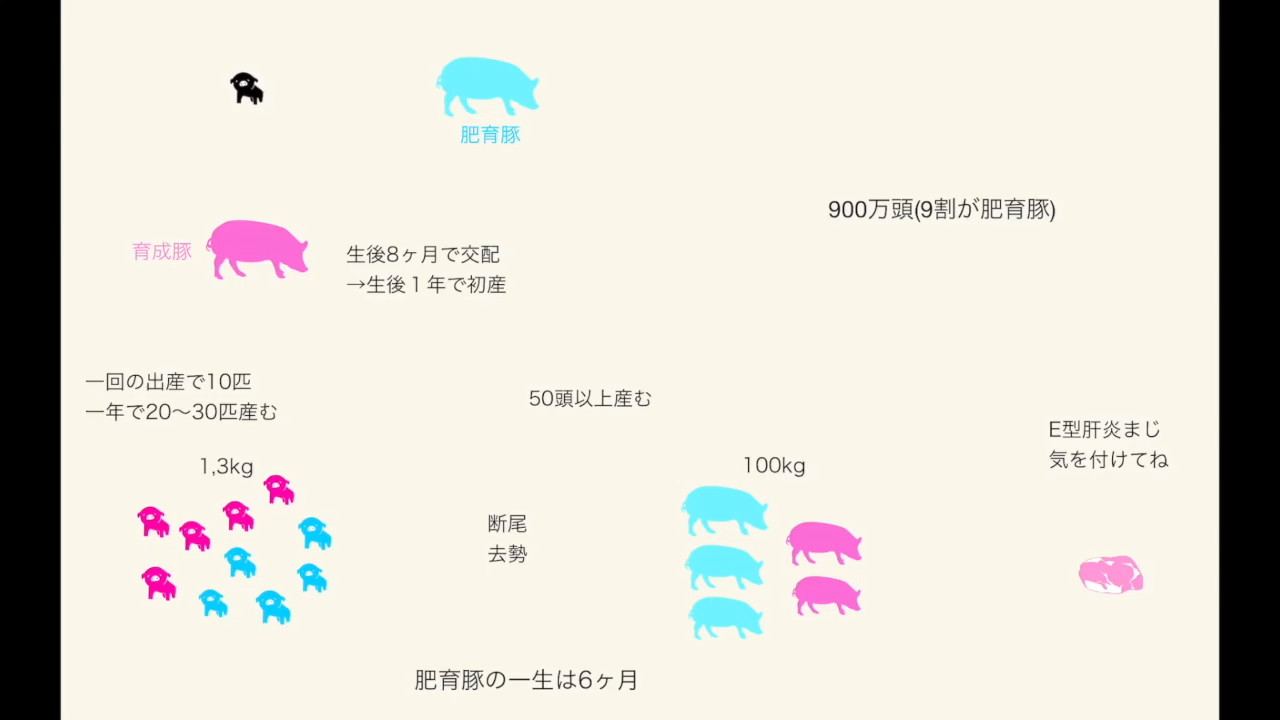 肥育豚
900万頭(9割が肥育豚)
育成豚
生後8ヶ月で交配
→生後１年で初産
一回の出産で10匹
一年で20〜30匹産む
50頭以上産む
E型肝炎まじ
気を付けてね
1,3kg
100kg
断尾
去勢
肥育豚の一生は6ヶ月